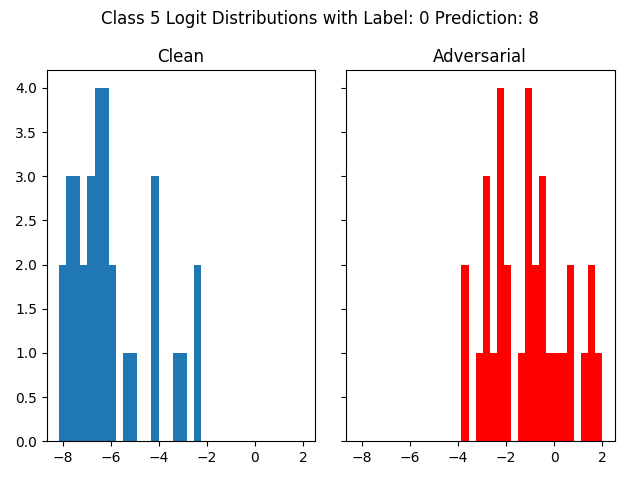 Class 5 Logit Distributions with Label: 0 Prediction: 8
Clean
Adversarial
4.0
3.5
3.0
2.5
2.0
1.5
1.0
0.5
0.0
−8 −6 −4 −2 0 2
−8 −6 −4 −2 0 2